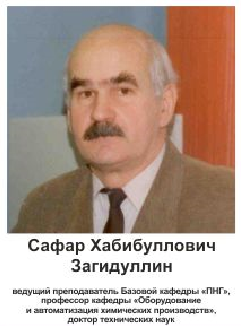 Сафар Хабибуллович
Загидуллин
ведущий преподаватель Базовой кафедры «ПНГ»,
профессор кафедры «Оборудование
и автоматизация химических производств»,
доктор технических наук